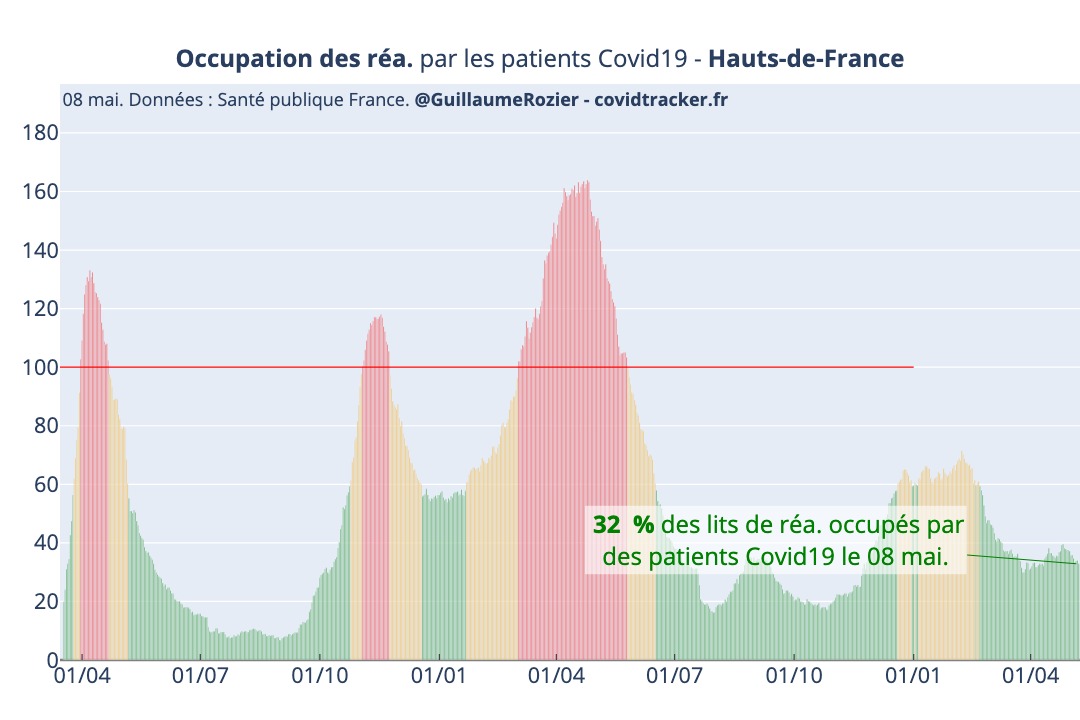 Occupation des réa. par les patients Covid19 - Hauts-de-France
08 mai. Données : Santé publique France. @GuillaumeRozier - covidtracker.fr
180
160
140
120
100
80
60
40
20
0
32 % des lits de réa. occupés par
des patients Covid19 le 08 mai.
01/04 01/07 01/10 01/01 01/04 01/07 01/10 01/01 01/04